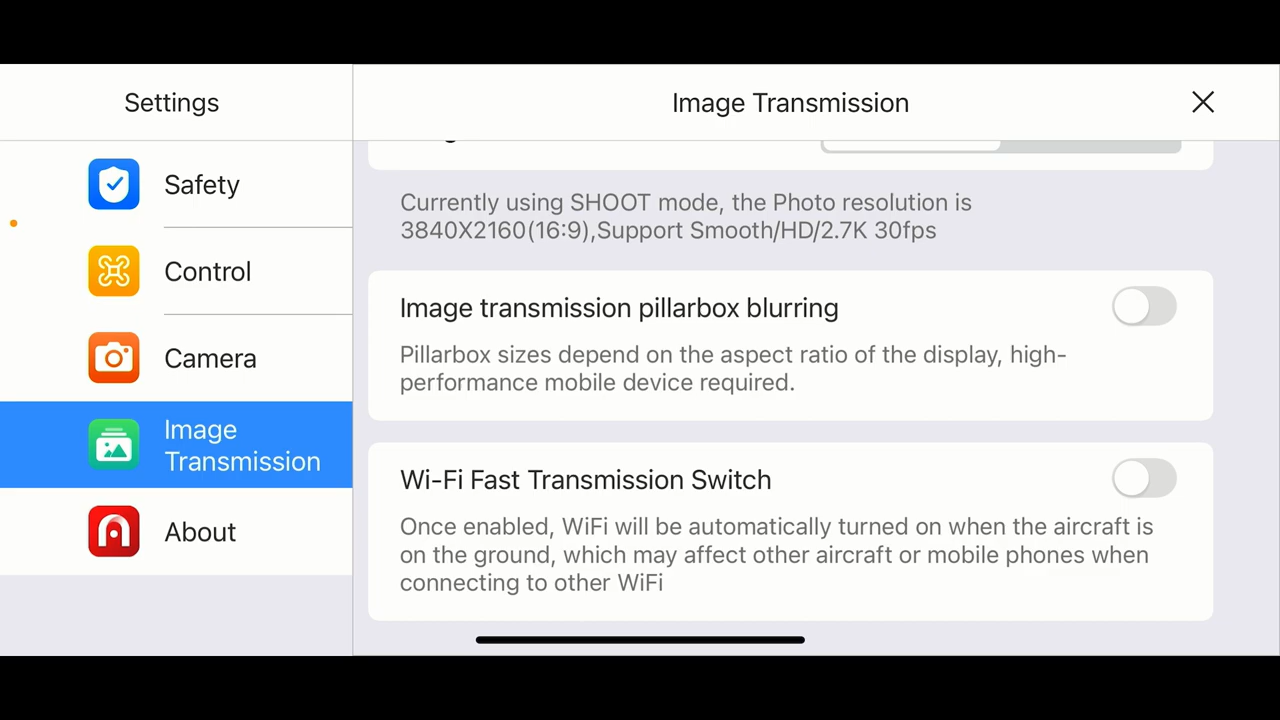 Settings
Image Transmission
Safety
Control
Camera
Image
Transmission
About
Currently using SHOOT mode, the Photo resolution is
3840X2160(16:9),Support Smooth/HD/2.7K 30fps
Image transmission pillarbox blurring
Pillarbox sizes depend on the aspect ratio of the display, high-
performance mobile device required.
Wi-Fi Fast Transmission Switch
Once enabled, WiFi will be automatically turned on when the aircraft is
on the ground, which may affect other aircraft or mobile phones when
connecting to other WiFi